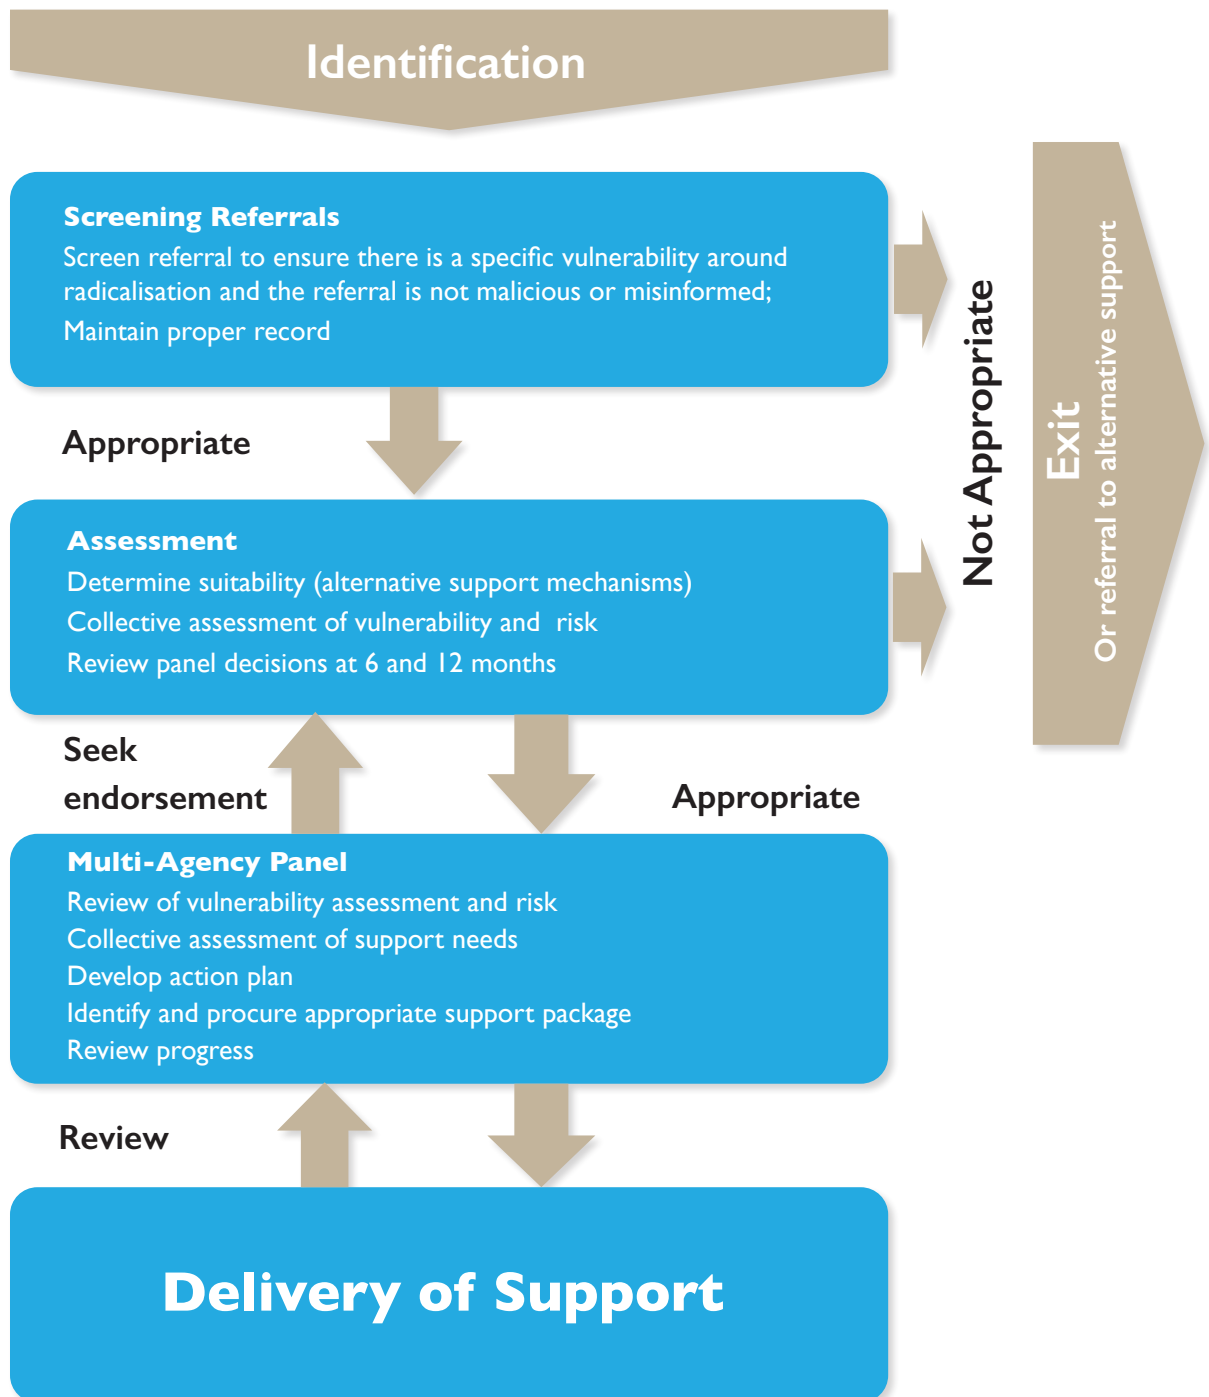 Identification
Screening Referrals
Screen referral to ensure there is a specific vulnerability around
radicalisation and the referral is not malicious or misinformed;
Maintain proper record
Appropriate
Not Appropriate
Exit
Or referral to alternative support
Assessment
Determine suitability (alternative support mechanisms)
Collective assessment of vulnerability and risk
Review panel decisions at 6 and 12 months
Seek
endorsement
Appropriate
Multi-Agency Panel
Review of vulnerability assessment and risk
Collective assessment of support needs
Develop action plan
Identify and procure appropriate support package
Review progress
Review
Delivery of Support